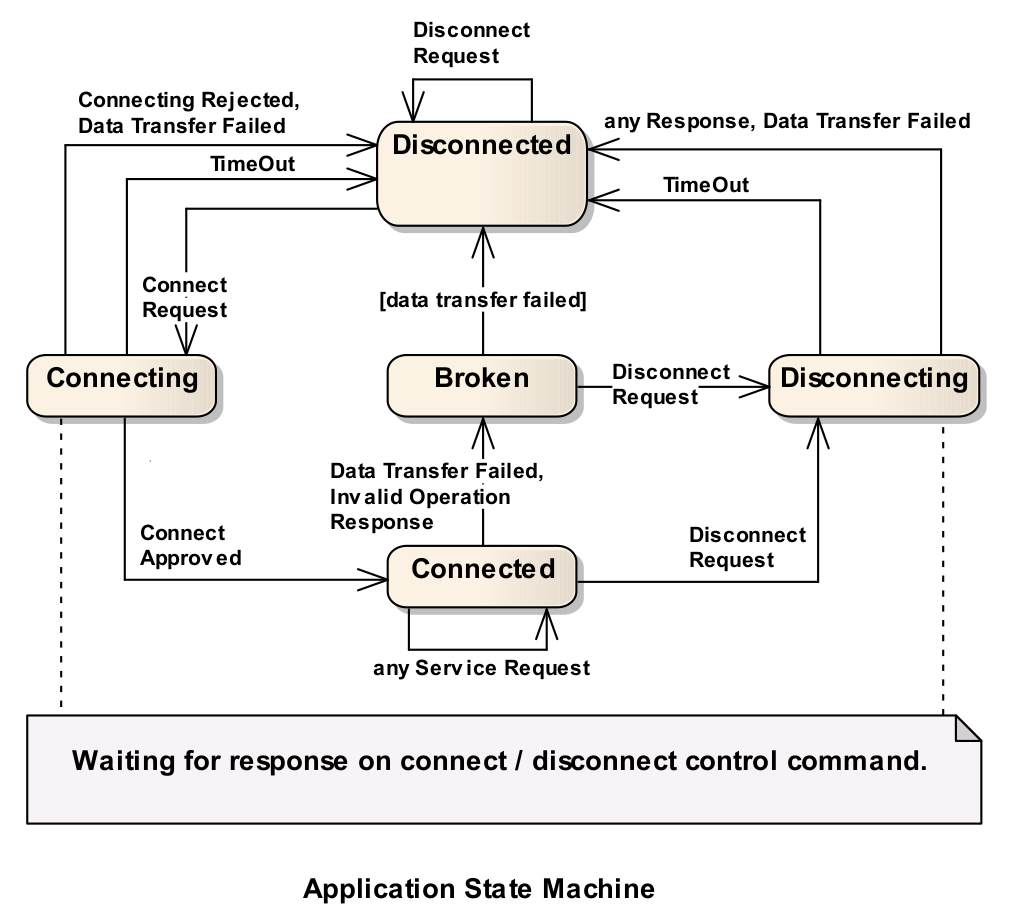 Disconnect
Request
Connecting Rejected,
Data Transfer Failed
any Response, Data Transfer Failed
Disconnected
TimeOut
TimeOut
Connect
Request
[data transfer failed]
Connecting
Broken
Disconnect
Request
Disconnecting
Data Transfer Failed,
Invalid Operation
Response
Connect
Approved
Disconnect
Request
Connected
any Service Request
Waiting for response on connect / disconnect control command.
Application State Machine